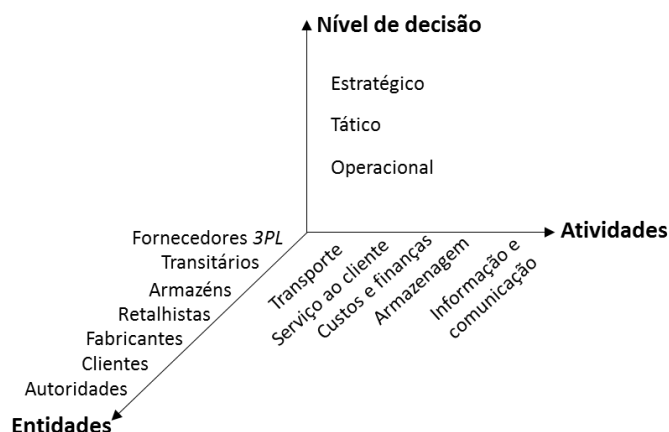 Nível de decisão
Estratégico
Tático
Operacional
Atividades
Transporte
Serviço ao cliente
Custos e finanças
Armazenagem
Informação e
comunicação
Fornecedores 3PL
Transitários
Armazéns
Retalhistas
Fabricantes
Clientes
Autoridades
Entidades